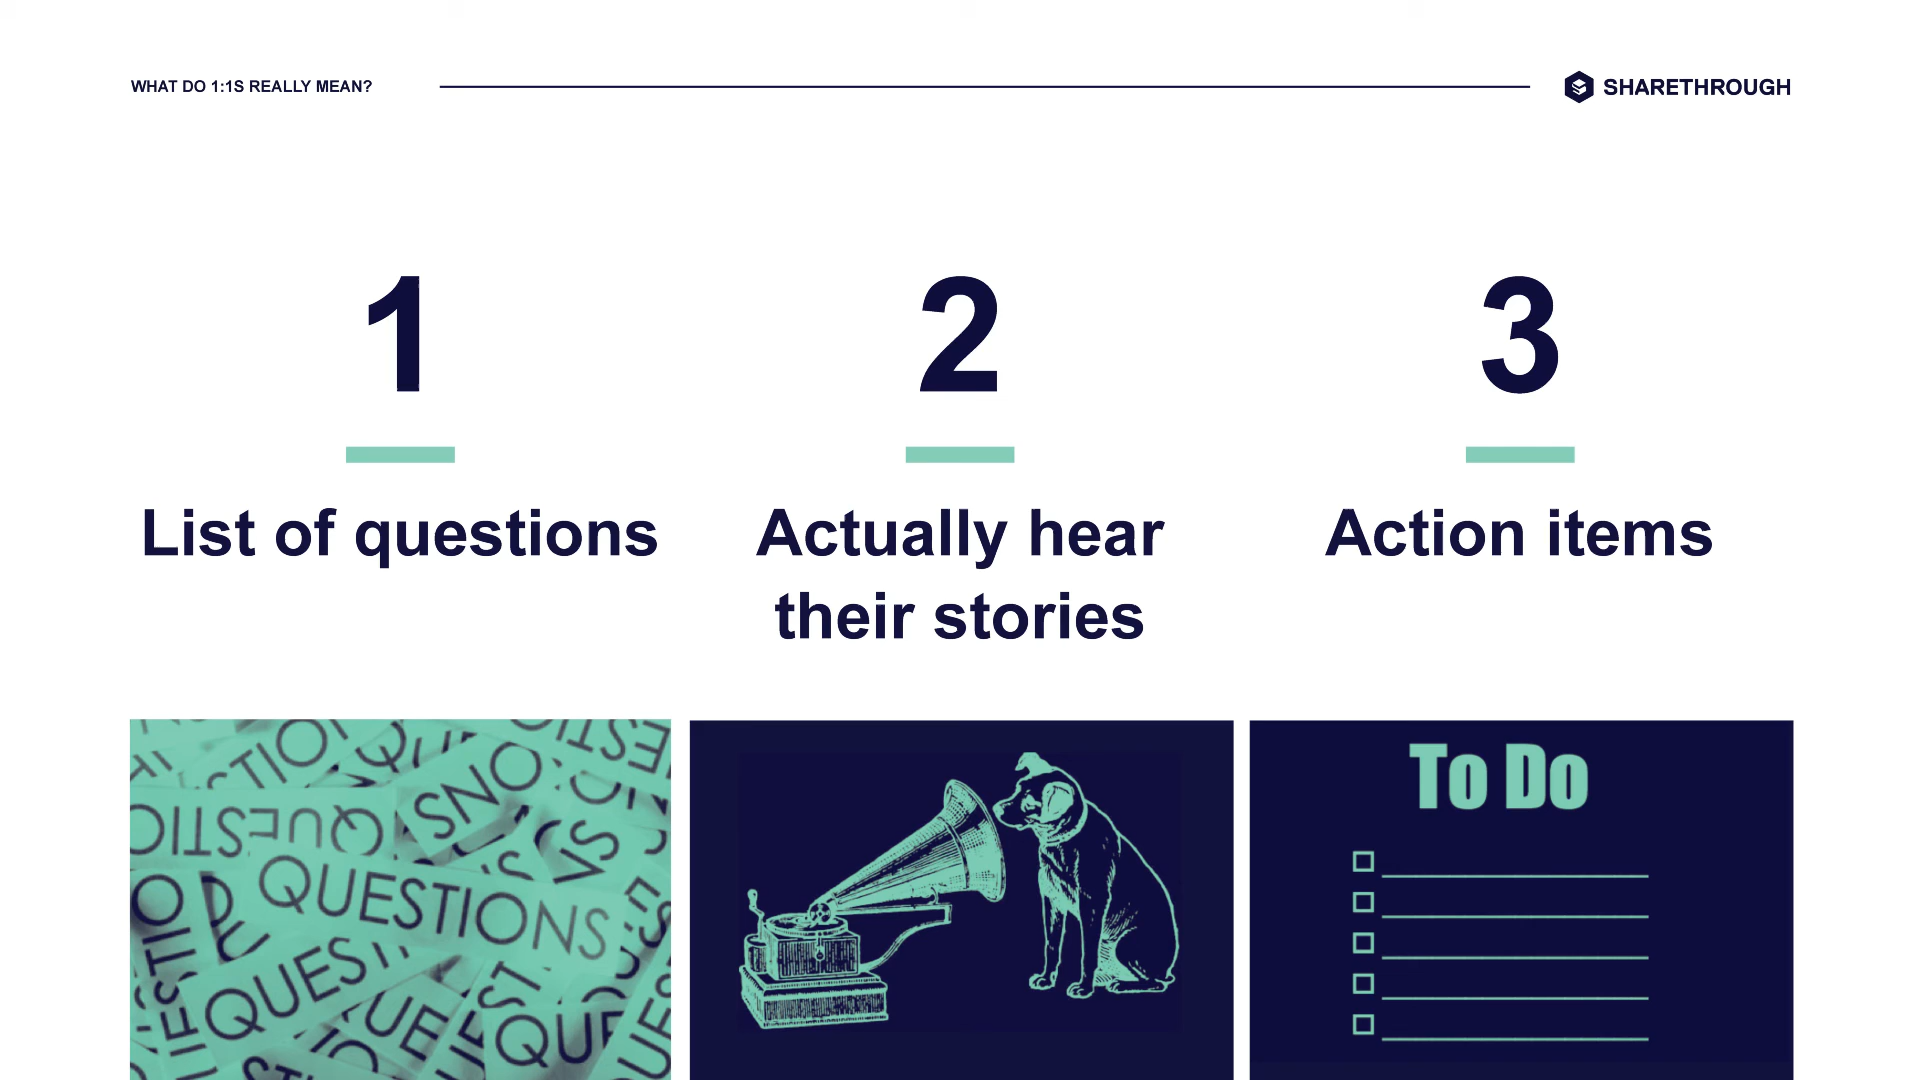 WHAT DO 1:1S REALLY MEAN?
SHARETHROUGH
1
List of questions
2
Actually hear
their stories
3
Action items
QUESTIONS
To Do